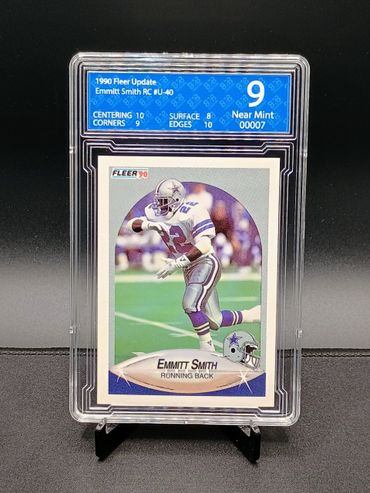 1990 Fleer Update
Emmitt Smith RC #U-40
CENTERING 10 SURFACE 8
CORNERS 9 EDGES 10
9
Near Mint
00007
FLEER 90
22
EMMITT SMITH
RUNNING BACK